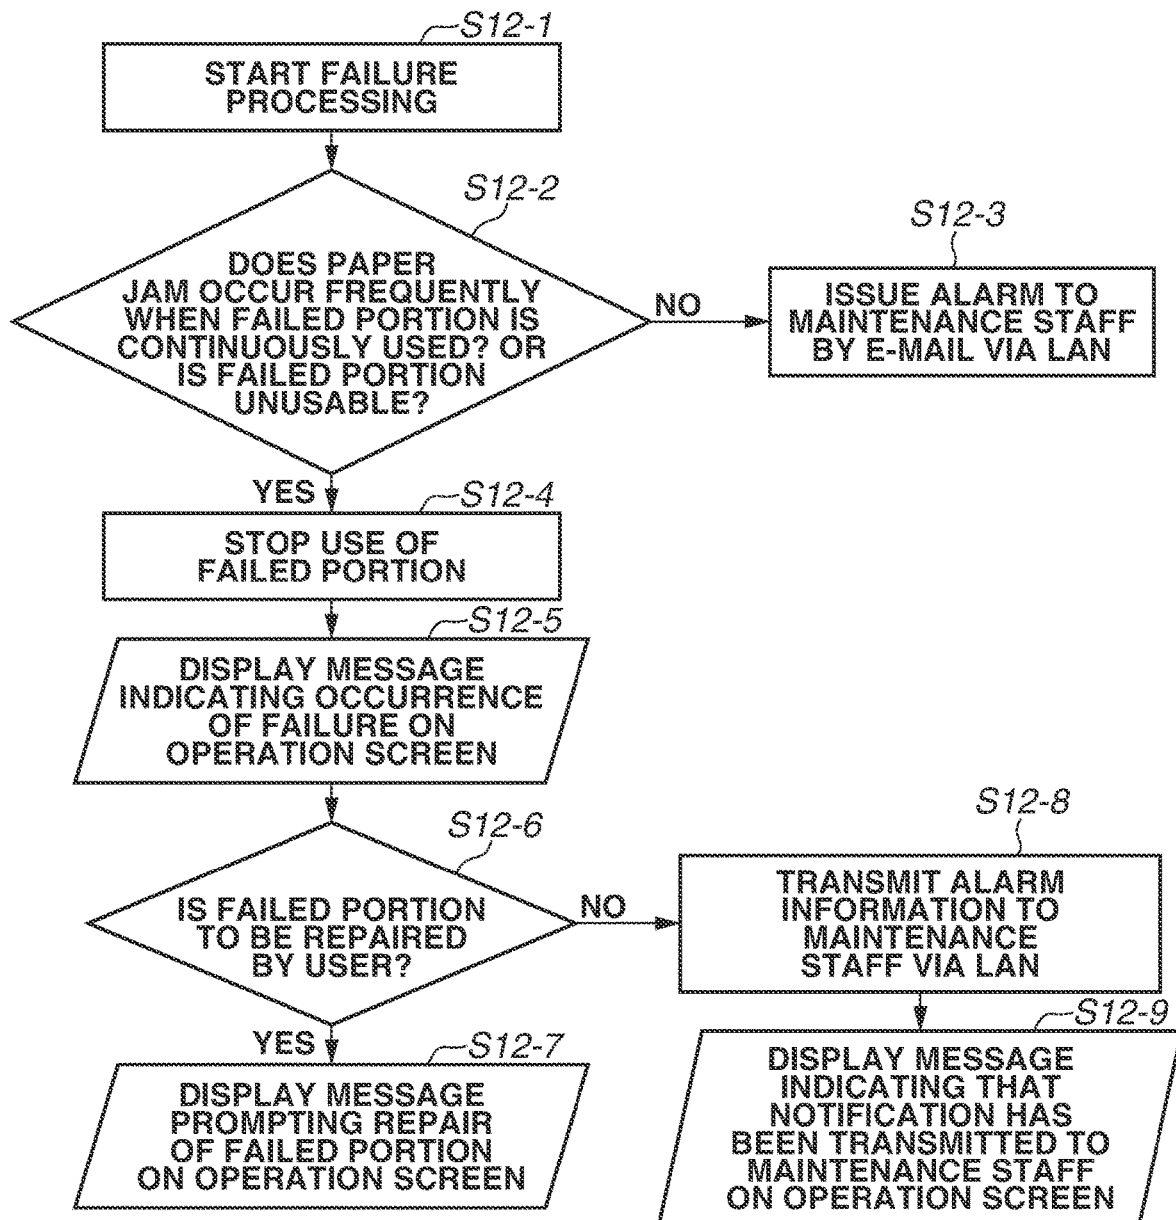 S12-1
START FAILURE
PROCESSING
S12-2
DOES PAPER
JAM OCCUR FREQUENTLY
WHEN FAILED PORTION IS
CONTINUOUSLY USED? OR
IS FAILED PORTION
UNUSABLE?
NO
S12-3
ISSUE ALARM TO
MAINTENANCE STAFF
BY E-MAIL VIA LAN
YES
S12-4
STOP USE OF
FAILED PORTION
S12-5
DISPLAY MESSAGE
INDICATING OCCURRENCE
OF FAILURE ON
OPERATION SCREEN
S12-6
IS FAILED PORTION
TO BE REPAIRED
BY USER?
NO
S12-8
TRANSMIT ALARM
INFORMATION TO
MAINTENANCE
STAFF VIA LAN
YES
S12-7
DISPLAY MESSAGE
PROMPTING REPAIR
OF FAILED PORTION
ON OPERATION SCREEN
S12-9
DISPLAY MESSAGE
INDICATING THAT
NOTIFICATION HAS
BEEN TRANSMITTED TO
MAINTENANCE STAFF
ON OPERATION SCREEN